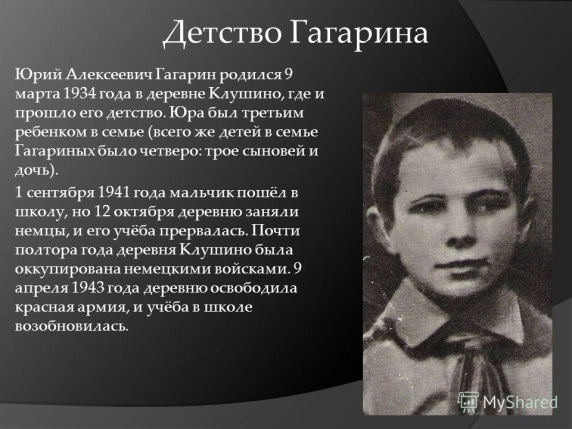 Детство Гагарина
Юрий Алексеевич Гагарин родился 9
марта 1934 года в деревне Клушино, где и
прошло его детство. Юра был третьим
ребенком в семье (всего же детей в семье
Гагариных было четверо: трое сыновей и
дочь).
1 сентября 1941 года мальчик пошёл в
школу, но 12 октября деревню заняли
немцы, и его учёба прервалась. Почти
полтора года деревня Клушино была
оккупирована немецкими войсками. 9
апреля 1943 года деревню освободила
красная армия, и учёба в школе
возобновилась.
MyShared